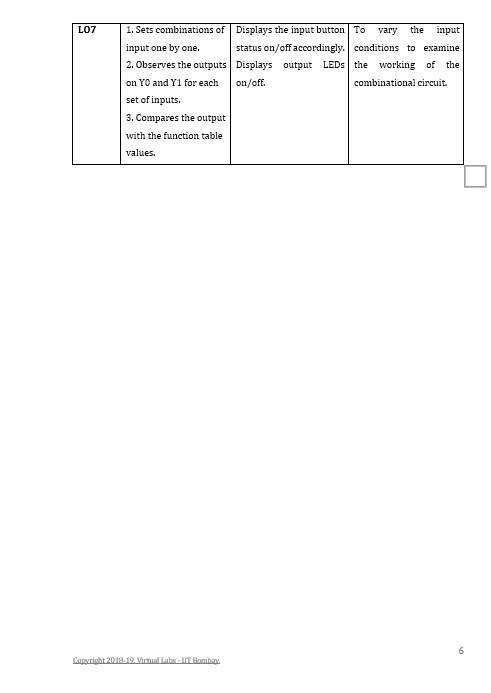 LO7
1. Sets combinations of
input one by one.
2. Observes the outputs
on Y0 and Y1 for each
set of inputs.
3. Compares the output
with the function table
values.
Displays the input button
status on/off accordingly.
Displays output LEDs
on/off.
To vary the input
conditions to examine
the working of the
combinational circuit.
6
Copyright 2018-19. Virtual Labs - IIT Bombay.